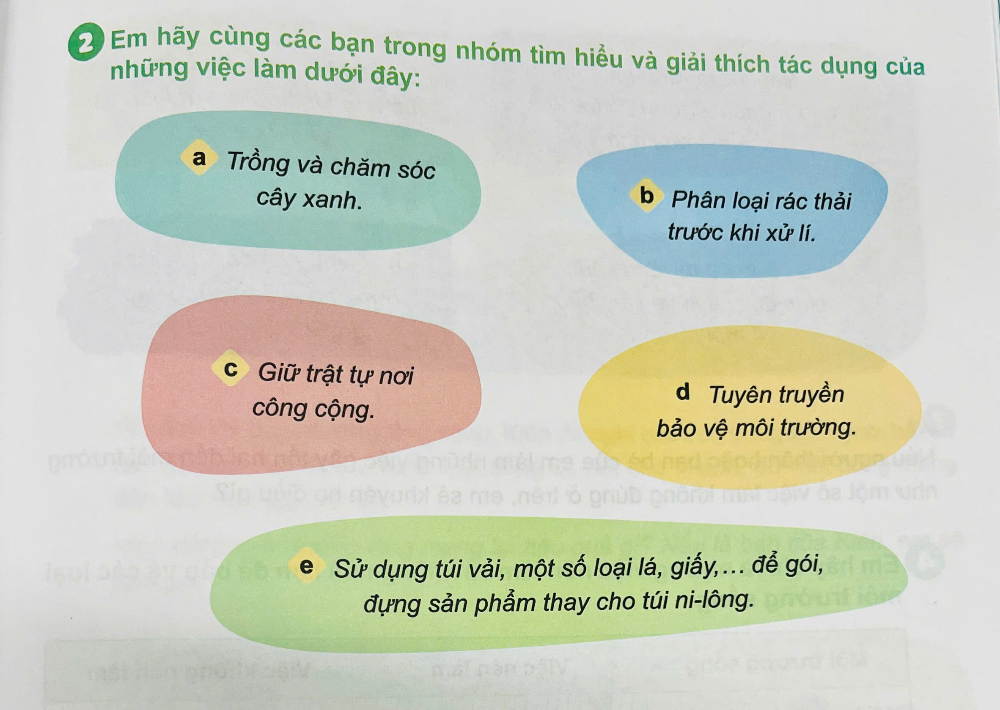 2 Em hãy cùng các bạn trong nhóm tìm hiểu và giải thích tác dụng của
những việc làm dưới đây:
a Trồng và chăm sóc
cây xanh.
b Phân loại rác thải
trước khi xử lí.
c Giữ trật tự nơi
công cộng.
d Tuyên truyền
bảo vệ môi trường.
e Sử dụng túi vải, một số loại lá, giấy,... để gói,
đựng sản phẩm thay cho túi ni-lông.